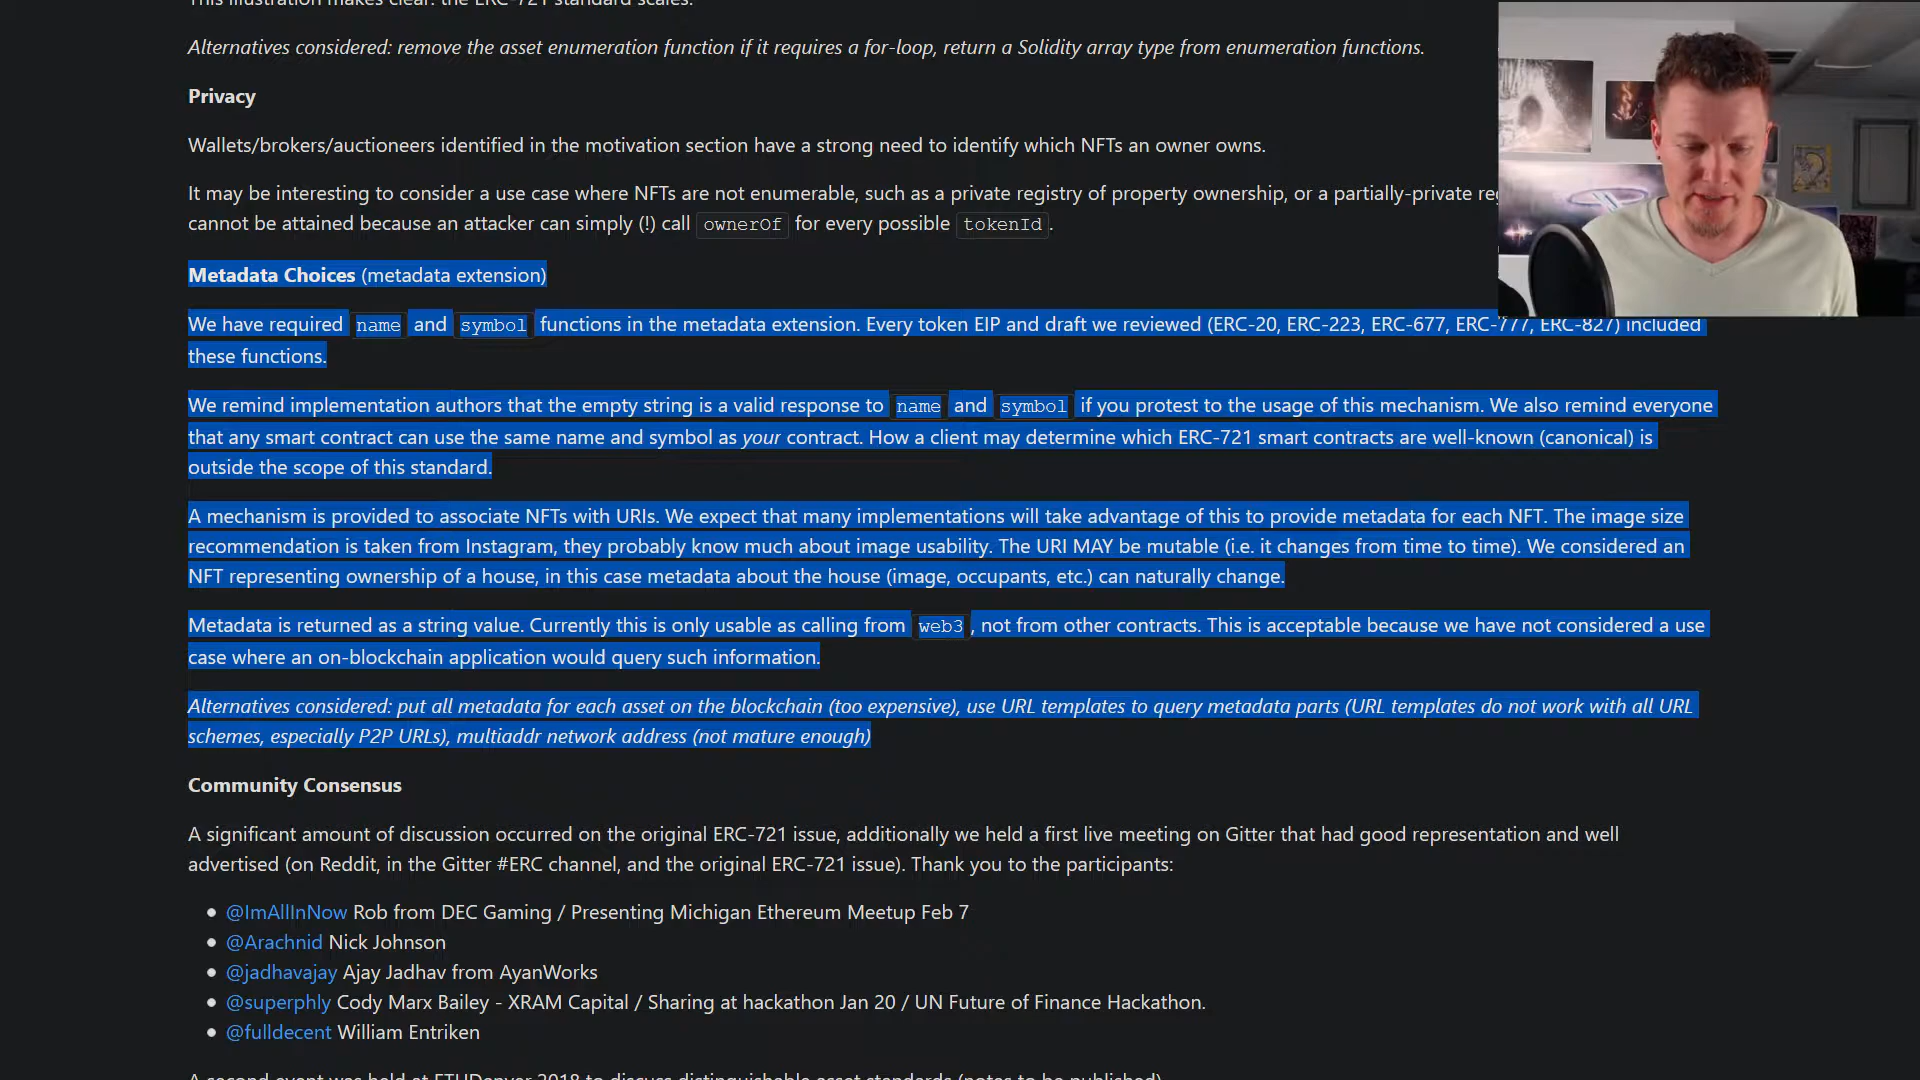 This illustration makes clear: the ERC-721 standard scales.
Alternatives considered: remove the asset enumeration function if it requires a for-loop, return a Solidity array type from enumeration functions.
Privacy
Wallets/brokers/auctioneers identified in the motivation section have a strong need to identify which NFTs an owner owns.
It may be interesting to consider a use case where NFTs are not enumerable, such as a private registry of property ownership, or a partially-private
cannot be attained because an attacker can simply (!) call ownerOf for every possible tokenId.
Metadata Choices (metadata extension)
We have required name and symbol functions in the metadata extension. Every token EIP and draft we reviewed (ERC-20, ERC-223, ERC-677, ERC-777, ERC-827) included
these functions.
We remind implementation authors that the empty string is a valid response to name and symbol if you protest to the usage of this mechanism. We also remind everyone
that any smart contract can use the same name and symbol as your contract. How a client may determine which ERC-721 smart contracts are well-known (canonical) is
outside the scope of this standard.
A mechanism is provided to associate NFTs with URIs. We expect that many implementations will take advantage of this to provide metadata for each NFT. The image size
recommendation is taken from Instagram, they probably know much about image usability. The URI MAY be mutable (i.e. it changes from time to time). We considered an
NFT representing ownership of a house, in this case metadata about the house (image, occupants, etc.) can naturally change.
Metadata is returned as a string value. Currently this is only usable as calling from web3, not from other contracts. This is acceptable because we have not considered a use
case where an on-blockchain application would query such information.
Alternatives considered: put all metadata for each asset on the blockchain (too expensive), use URL templates to query metadata parts (URL templates do not work with all URL
schemes, especially P2P URLs), multiaddr network address (not mature enough)
Community Consensus
A significant amount of discussion occurred on the original ERC-721 issue, additionally we held a first live meeting on Gitter that had good representation and well
advertised (on Reddit, in the Gitter #ERC channel, and the original ERC-721 issue). Thank you to the participants:
@ImAllInNow Rob from DEC Gaming / Presenting Michigan Ethereum Meetup Feb 7
@Arachnid Nick Johnson
@jadhavajay Ajay Jadhav from AyanWorks
@superphly Cody Marx Bailey - XRAM Capital / Sharing at hackathon Jan 20 / UN Future of Finance Hackathon.
@fulldecent William Entriken
A second event was held at ETHDenver 2018 to discuss distinguishable asset standards (notes to be published).